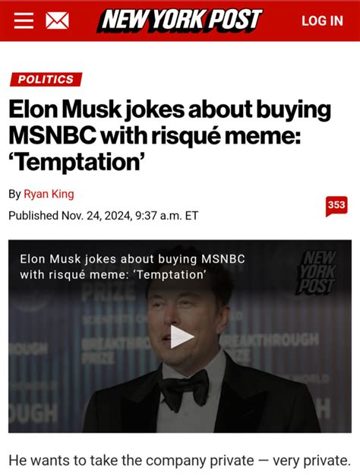 NEW YORK POST
LOG IN
POLITICS
Elon Musk jokes about buying
MSNBC with risqué meme:
‘Temptation’
By Ryan King
Published Nov. 24, 2024, 9:37 a.m. ET
353
Elon Musk jokes about buying MSNBC
with risqué meme: ‘Temptation’
NEW
YORK
POST
BREAKTHROUGH
PRIZE
He wants to take the company private — very private.